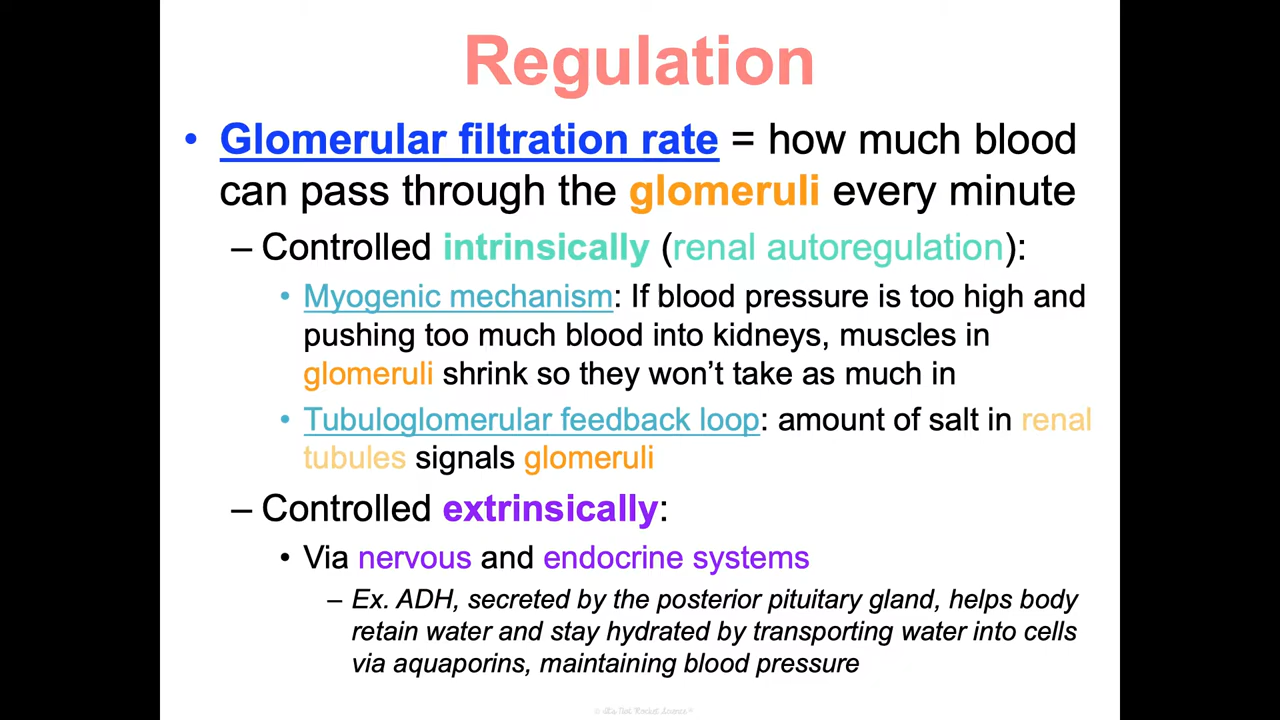 Regulation
• Glomerular filtration rate = how much blood
can pass through the glomeruli every minute
– Controlled intrinsically (renal autoregulation):
• Myogenic mechanism: If blood pressure is too high and
pushing too much blood into kidneys, muscles in
glomeruli shrink so they won’t take as much in
• Tubuloglomerular feedback loop: amount of salt in renal
tubules signals glomeruli
– Controlled extrinsically:
• Via nervous and endocrine systems
– Ex. ADH, secreted by the posterior pituitary gland, helps body
retain water and stay hydrated by transporting water into cells
via aquaporins, maintaining blood pressure